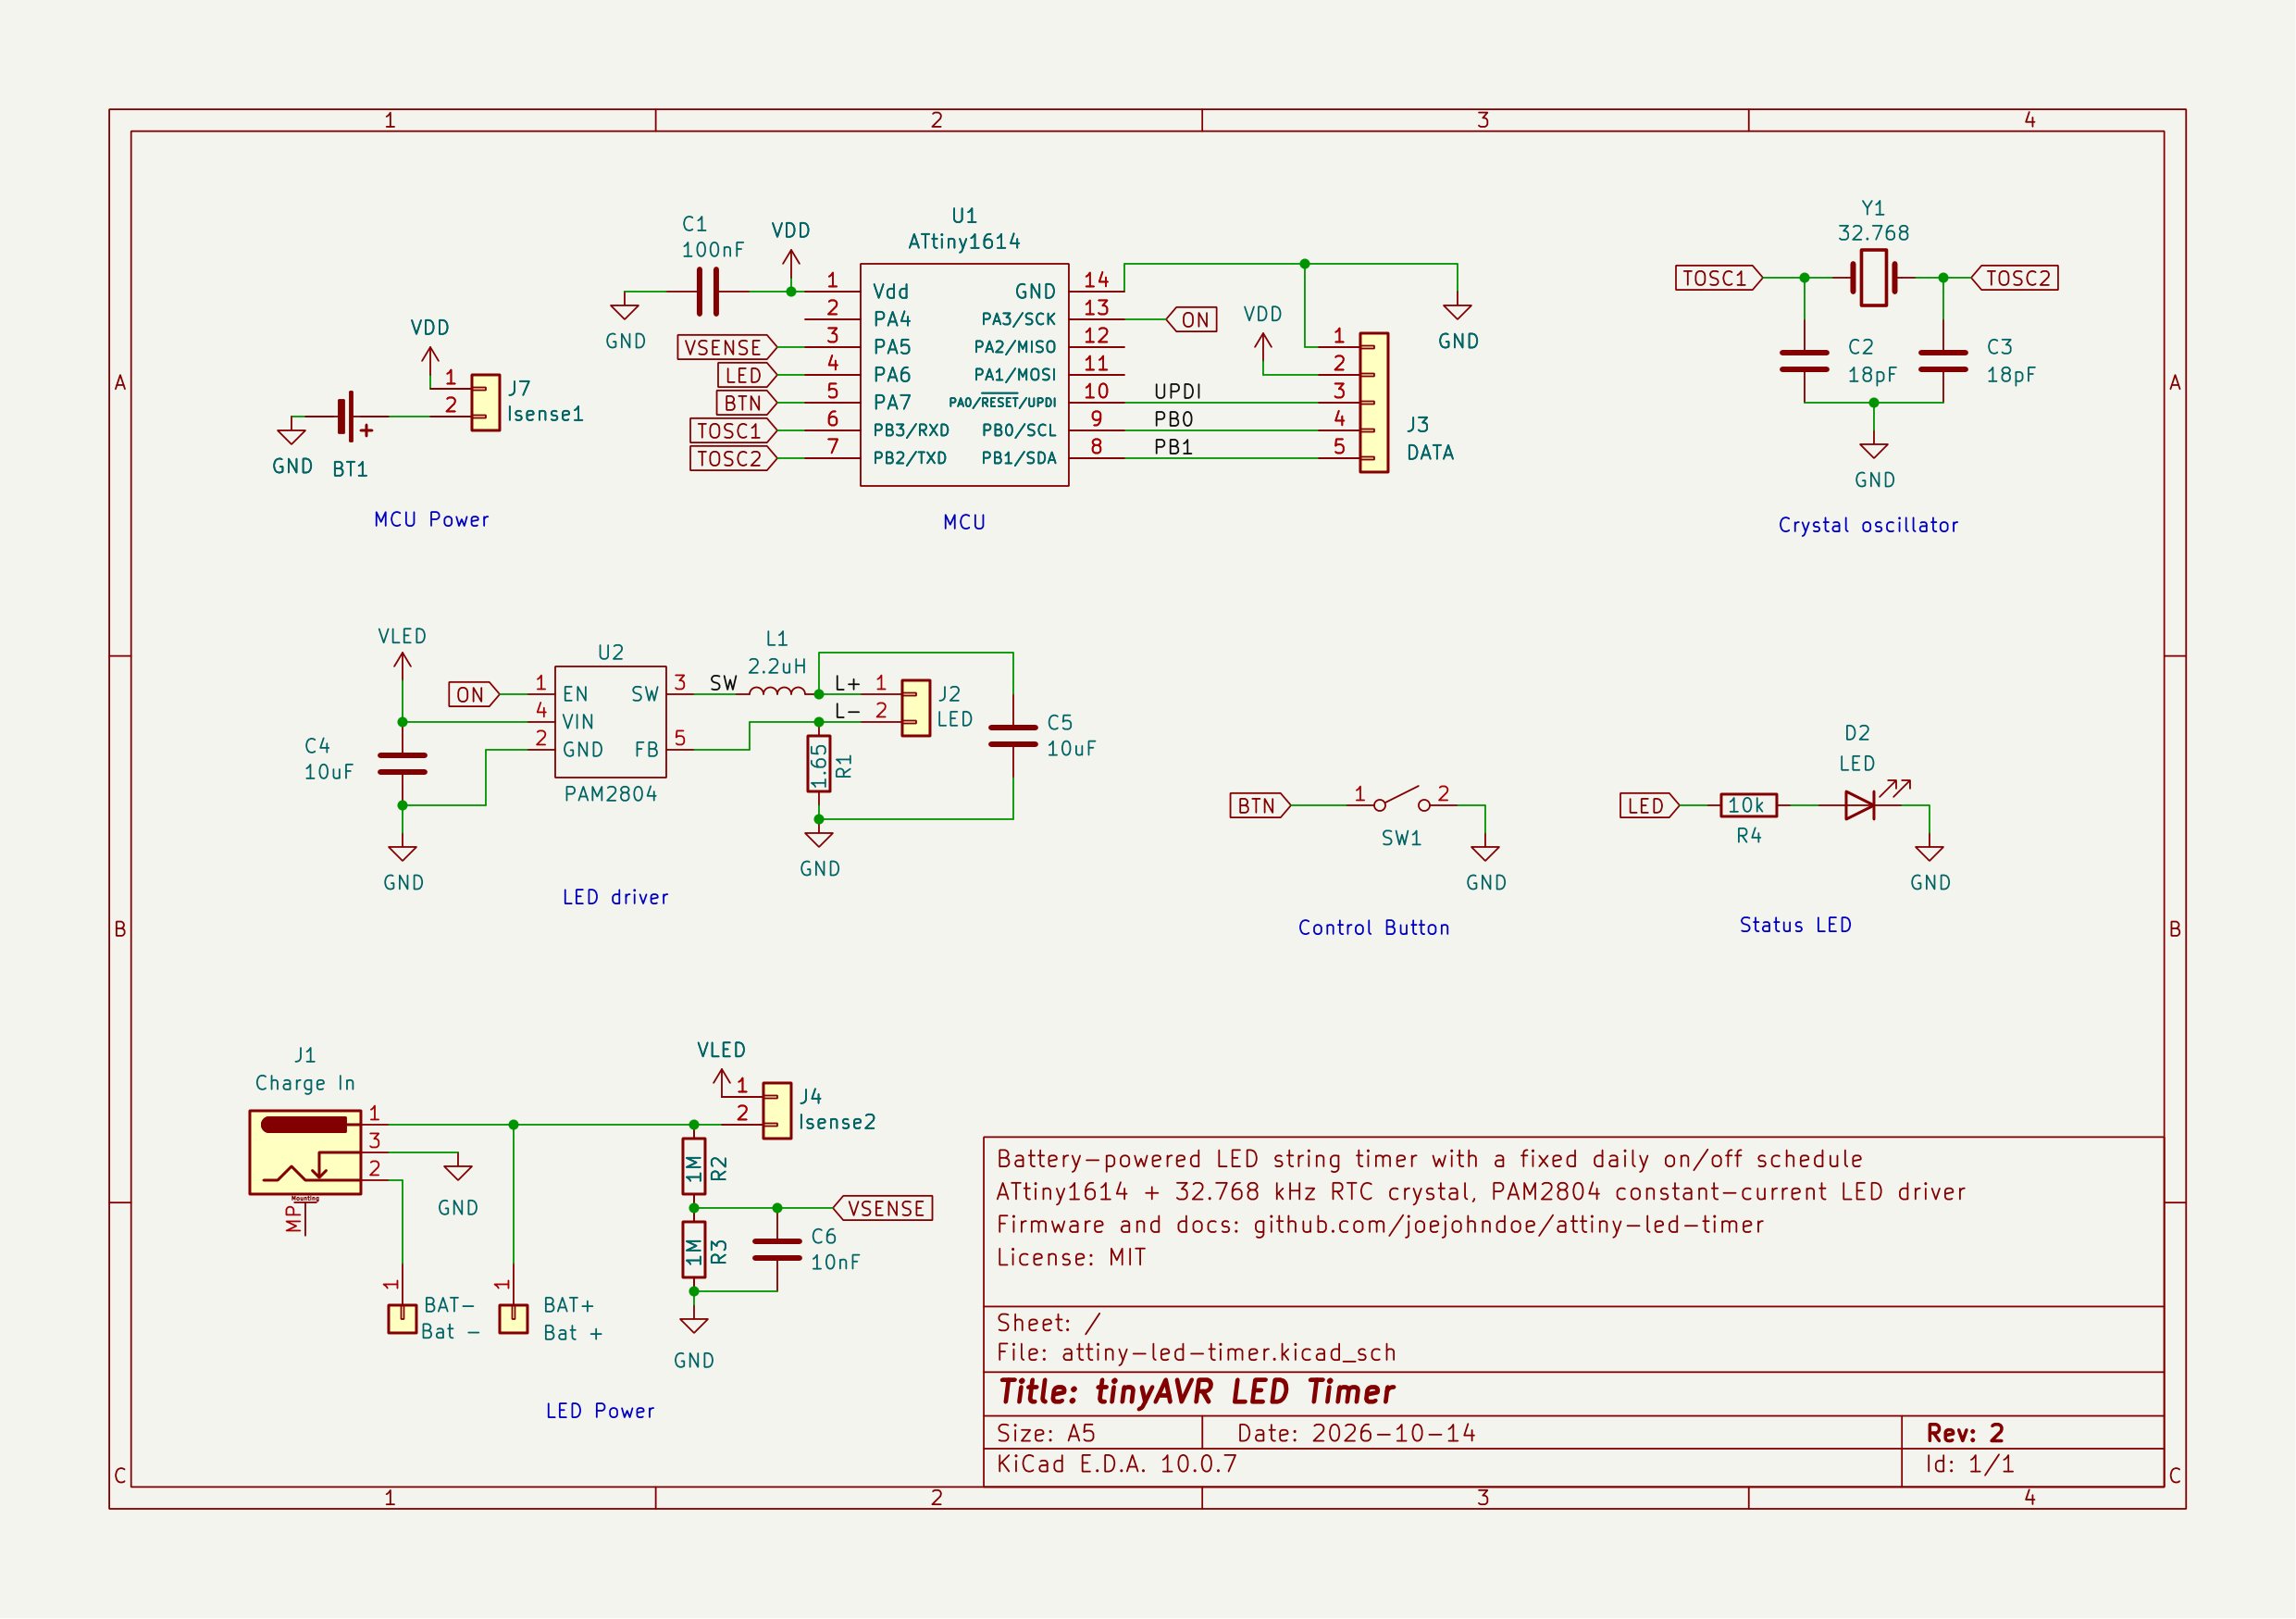 1 2 3 4
A A
B B
C C
1 2 3 4
VDD
1
2
J7
Isense1
+
GND
BT1
MCU Power
C1
100nF
VDD
GND
U1
ATtiny1614
1 Vdd
2 PA4
VSENSE 3 PA5
LED 4 PA6
BTN 5 PA7
TOSC1 6 PB3/RXD
TOSC2 7 PB2/TXD
GND 14
PA3/SCK 13 ON
PA2/MISO 12
PA1/MOSI 11
PA0/RESET/UPDI 10 UPDI
PB0/SCL 9 PB0
PB1/SDA 8 PB1
VDD
GND
1
2
3
4
5
J3
DATA
MCU
Y1
32.768
TOSC1
TOSC2
C2
18pF
C3
18pF
GND
Crystal oscillator
VLED
ON
C4
10uF
GND
U2
1 EN
4 VIN
2 GND
SW 3
FB 5
PAM2804
SW
L1
2.2uH
L+ 1
L- 2
J2
LED
1.65
R1
C5
10uF
GND
LED driver
BTN
1 2
SW1
GND
Control Button
LED
10k
R4
D2
LED
GND
Status LED
J1
Charge In
1
3
2
Mounting
MP
GND
1
BAT-
Bat -
1
BAT+
Bat +
VLED
1
2
J4
Isense2
1M
R2
VSENSE
1M
R3
C6
10nF
GND
LED Power
Battery-powered LED string timer with a fixed daily on/off schedule
ATtiny1614 + 32.768 kHz RTC crystal, PAM2804 constant-current LED driver
Firmware and docs: github.com/joejohndoe/attiny-led-timer
License: MIT
Sheet: /
File: attiny-led-timer.kicad_sch
Title: tinyAVR LED Timer
Size: A5 Date: 2026-10-14 Rev: 2
KiCad E.D.A. 10.0.7 Id: 1/1